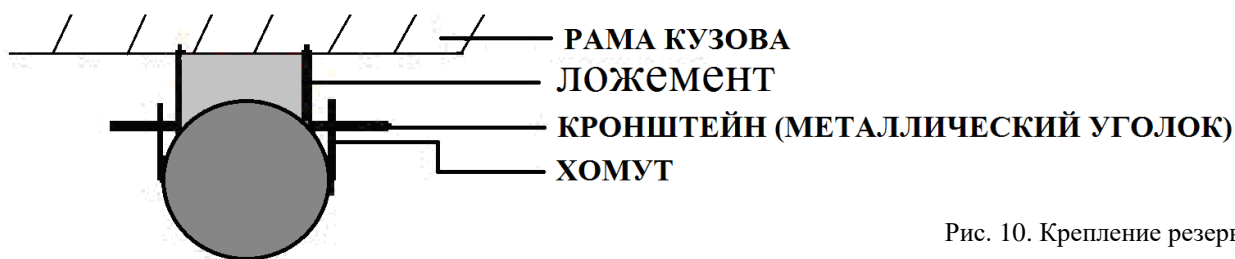 РАМА КУЗОВА
ЛОЖЕМЕНТ
КРОНШТЕЙН (МЕТАЛЛИЧЕСКИЙ УГОЛОК)
ХОМУТ
Рис. 10. Крепление